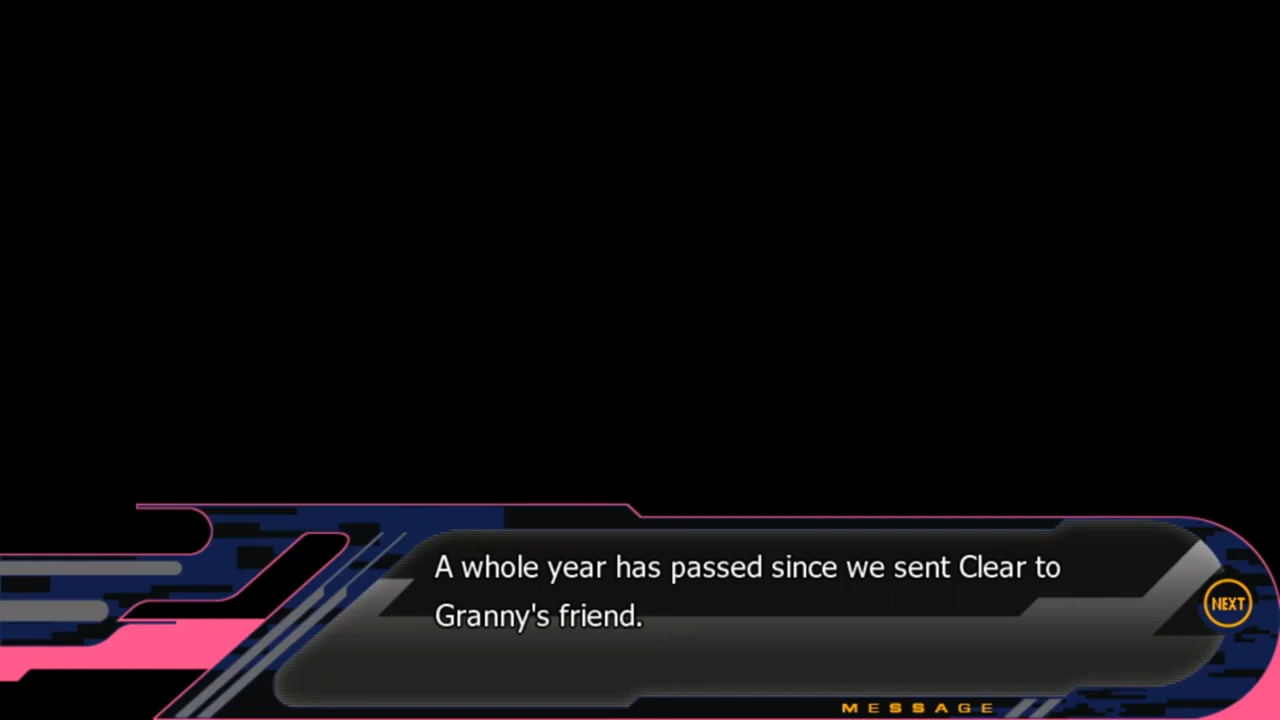 A whole year has passed since we sent Clear to
Granny's friend.
NEXT
MESSAGE